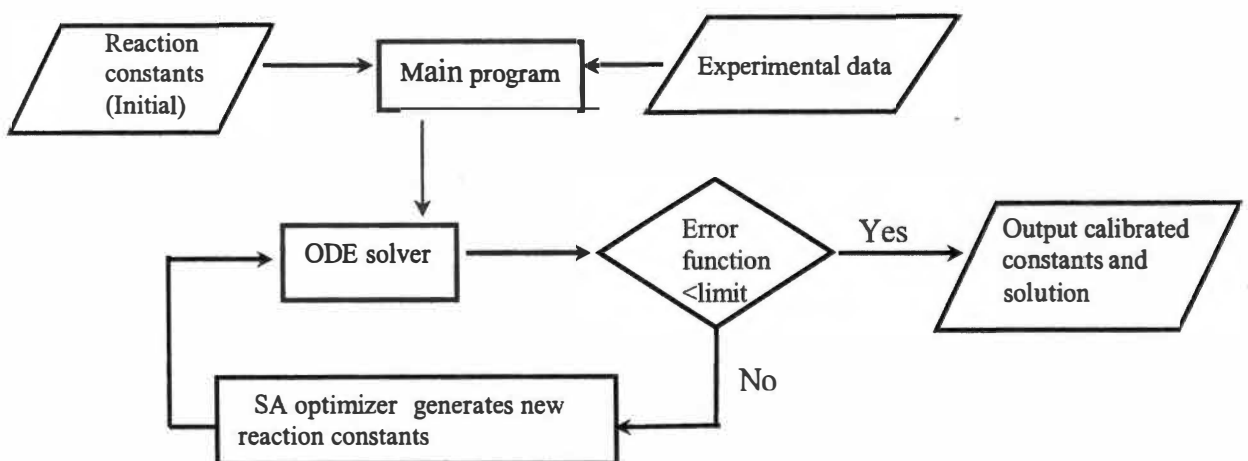 Reaction
constants
(Initial)
Main program
Experimental data
ODE solver
Error
function
<limit
Yes
Output calibrated
constants and
solution
No
SA optimizer generates new
reaction constants